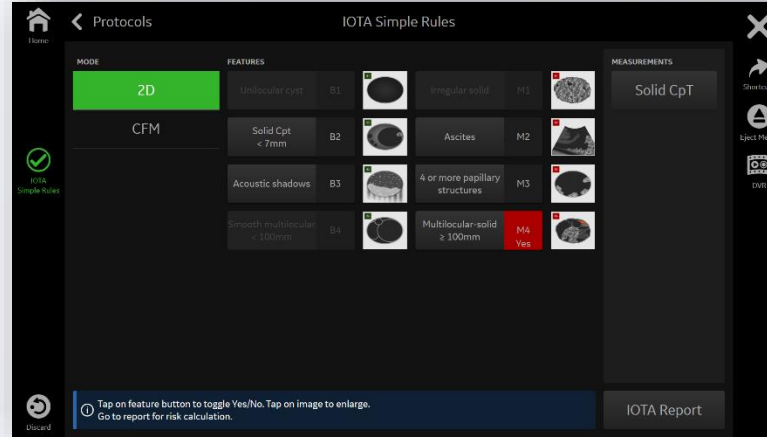 Protocols
IOTA Simple Rules
Home
Shortcu
Eject Me
DVR
IOTA
Simple Rules
Discard
MODE
2D
CFM
FEATURES
Unilocular cyst B1
Irregular solid M1
Solid Cpt
< 7mm
B2
Ascites M2
Acoustic shadows B3
4 or more papillary
structures
M3
Smooth multilocular
< 100mm
B4
Multilocular-solid
≥ 100mm
M4
Yes
MEASUREMENTS
Solid CpT
Tap on feature button to toggle Yes/No. Tap on image to enlarge.
Go to report for risk calculation.
IOTA Report